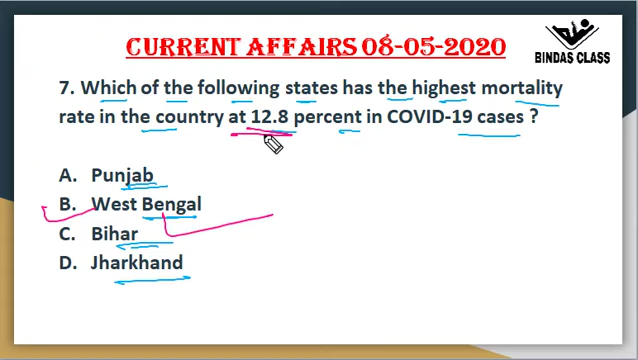 CURRENT AFFAIRS 08-05-2020
BINDAS CLASS
7. Which of the following states has the highest mortality
rate in the country at 12.8 percent in COVID-19 cases ?
A. Punjab
B. West Bengal
C. Bihar
D. Jharkhand